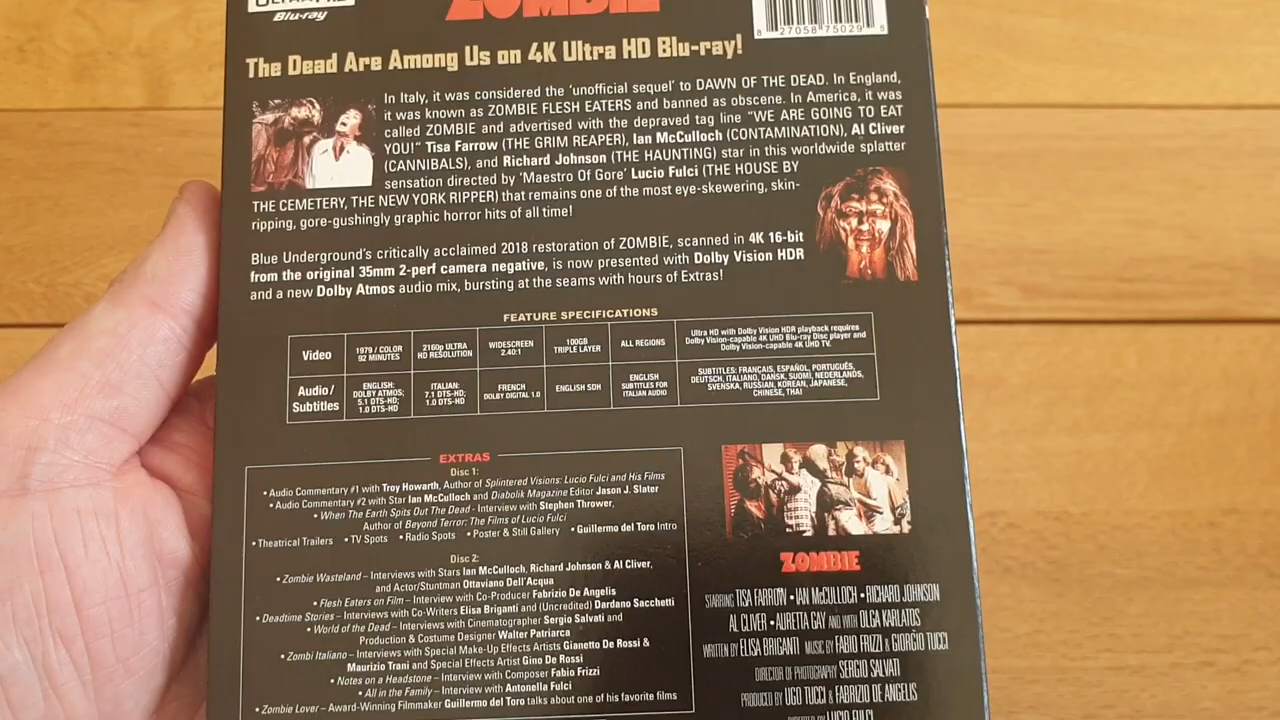 ULTRA HD
Blu-ray
ZOMBIE
8 27058 75029 5
The Dead Are Among Us on 4K Ultra HD Blu-ray!
In Italy, it was considered the 'unofficial sequel' to DAWN OF THE DEAD. In England,
it was known as ZOMBIE FLESH EATERS and banned as obscene. In America, it was
called ZOMBIE and advertised with the depraved tag line "WE ARE GOING TO EAT
YOU!" Tisa Farrow (THE GRIM REAPER), Ian McCulloch (CONTAMINATION), Al Cliver
(CANNIBALS), and Richard Johnson (THE HAUNTING) star in this worldwide splatter
sensation directed by 'Maestro Of Gore' Lucio Fulci (THE HOUSE BY
THE CEMETERY, THE NEW YORK RIPPER) that remains one of the most eye-skewering, skin-
ripping, gore-gushingly graphic horror hits of all time!
Blue Underground's critically acclaimed 2018 restoration of ZOMBIE, scanned in 4K 16-bit
from the original 35mm 2-perf camera negative, is now presented with Dolby Vision HDR
and a new Dolby Atmos audio mix, bursting at the seams with hours of Extras!
FEATURE SPECIFICATIONS
Video
1979 / COLOR
92 MINUTES
2160p ULTRA
HD RESOLUTION
WIDESCREEN
2.40:1
100GB
TRIPLE LAYER
ALL REGIONS
Ultra HD with Dolby Vision HDR playback requires
Dolby Vision-capable 4K UHD Blu-ray Disc player and
Dolby Vision-capable 4K UHD TV.
Audio/
Subtitles
ENGLISH:
DOLBY ATMOS;
5.1 DTS-HD;
1.0 DTS-HD
ITALIAN:
7.1 DTS-HD;
1.0 DTS-HD
FRENCH
DOLBY DIGITAL 1.0
ENGLISH SDH
ENGLISH
SUBTITLES FOR
ITALIAN AUDIO
SUBTITLES: FRANÇAIS, ESPAÑOL, PORTUGUÊS,
DEUTSCH, ITALIANO, DANSK, SUOMI, NEDERLANDS,
SVENSKA, RUSSIAN, KOREAN, JAPANESE,
CHINESE, THAI
EXTRAS
Disc 1:
• Audio Commentary #1 with Troy Howarth, Author of Splintered Visions: Lucio Fulci and His Films
• Audio Commentary #2 with Star Ian McCulloch and Diabolik Magazine Editor Jason J. Slater
• When The Earth Spits Out The Dead - Interview with Stephen Thrower,
Author of Beyond Terror: The Films of Lucio Fulci
• Theatrical Trailers • TV Spots • Radio Spots • Poster & Still Gallery • Guillermo del Toro Intro
Disc 2:
• Zombie Wasteland – Interviews with Stars Ian McCulloch, Richard Johnson & Al Cliver,
and Actor/Stuntman Ottaviano Dell'Acqua
• Flesh Eaters on Film – Interview with Co-Producer Fabrizio De Angelis
• Deadtime Stories – Interviews with Co-Writers Elisa Briganti and (Uncredited) Dardano Sacchetti
• World of the Dead – Interviews with Cinematographer Sergio Salvati and
Production & Costume Designer Walter Patriarca
• Zombi Italiano – Interviews with Special Make-Up Effects Artists Gianetto De Rossi &
Maurizio Trani and Special Effects Artist Gino De Rossi
• Notes on a Headstone – Interview with Composer Fabio Frizzi
• All in the Family – Interview with Antonella Fulci
• Zombie Lover – Award-Winning Filmmaker Guillermo del Toro talks about one of his favorite films
ZOMBIE
STARRING TISA FARROW • IAN McCULLOCH • RICHARD JOHNSON
AL CLIVER • AURETTA GAY AND WITH OLGA KARLATOS
WRITTEN BY ELISA BRIGANTI MUSIC BY FABIO FRIZZI & GIORGIO TUCCI
DIRECTOR OF PHOTOGRAPHY SERGIO SALVATI
PRODUCED BY UGO TUCCI & FABRIZIO DE ANGELIS
DIRECTED BY LUCIO FULCI